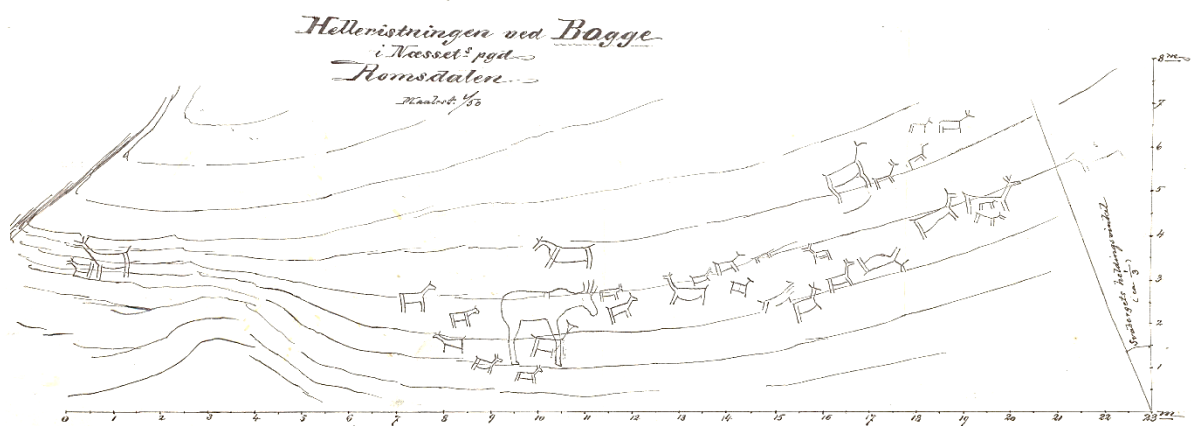 Helleristningen ved Bogge
i Næssets pgd
Romsdalen
Maalest. 1/50
8 m
7
6
5
4
3
2
1
0 1 2 3 4 5 6 7 8 9 10 11 12 13 14 15 16 17 18 19 20 21 22 23 m